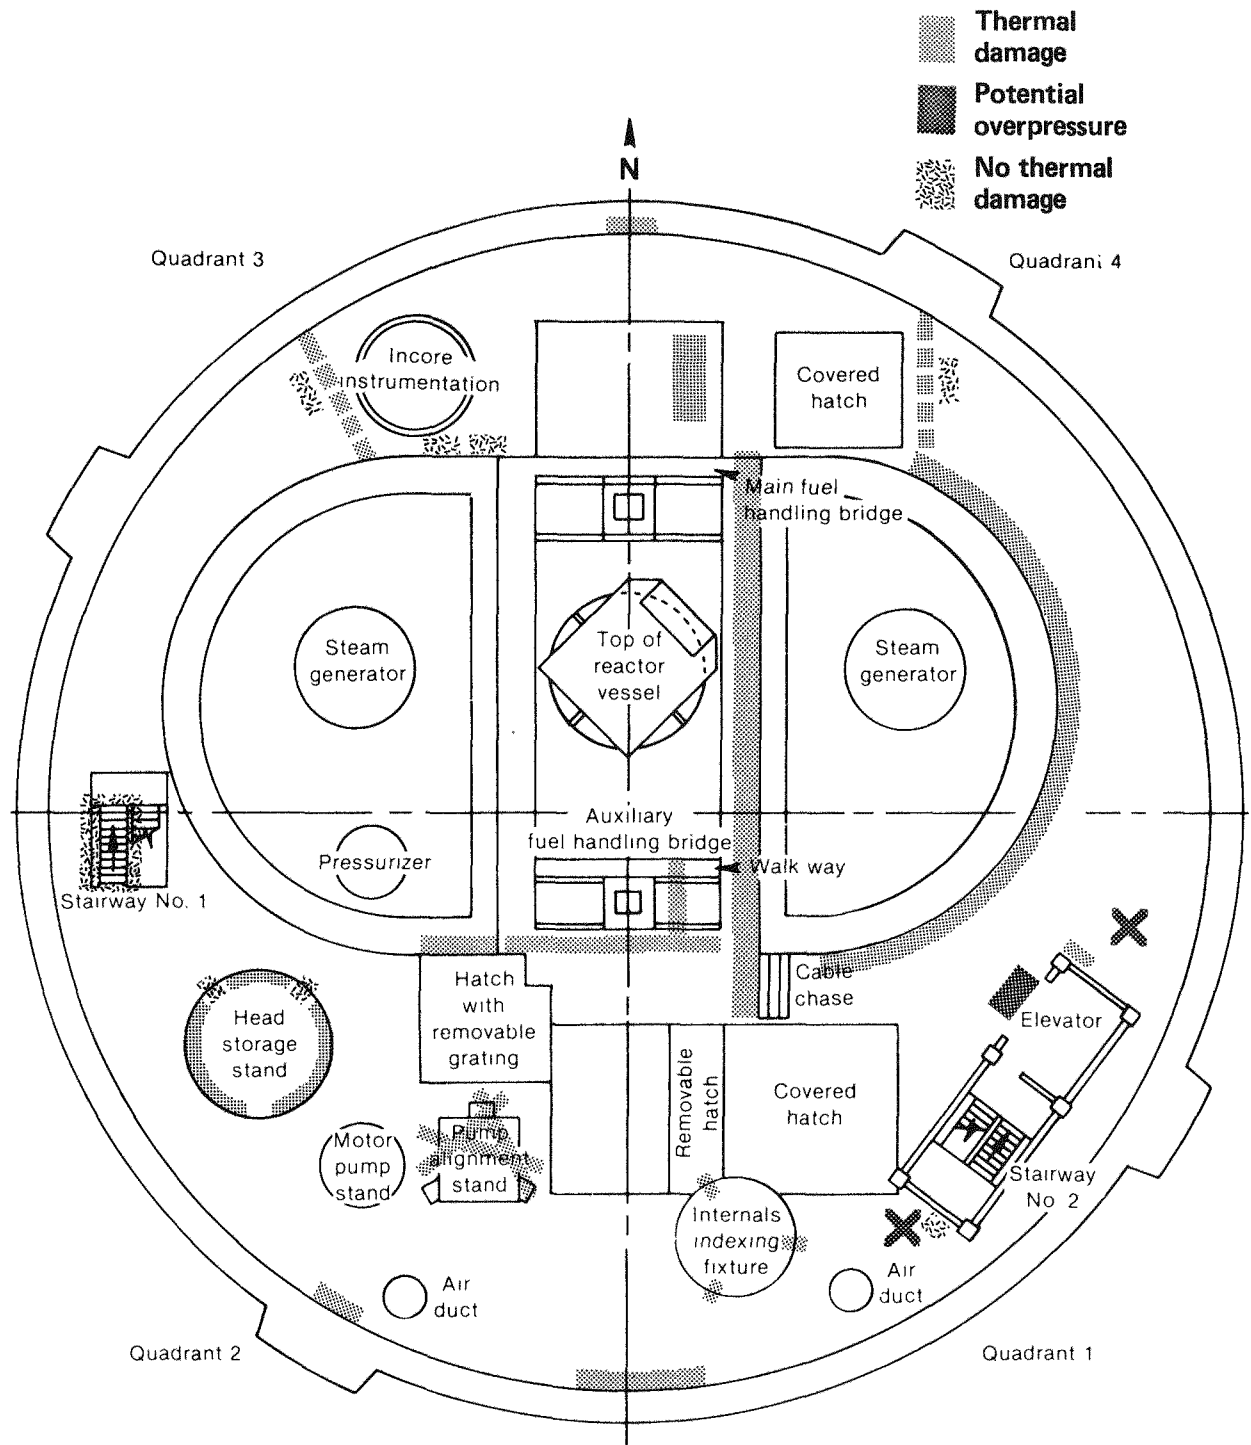 Thermal
damage
Potential
overpressure
No thermal
damage
N
Quadrant 3
Quadrant 4
Incore
instrumentation
Covered
hatch
Main fuel
handling bridge
Steam
generator
Top of
reactor
vessel
Steam
generator
Auxiliary
fuel handling bridge
Pressurizer
Walk way
Stairway No. 1
Hatch
with
removable
grating
Cable
chase
Head
storage
stand
Elevator
Removable
hatch
Covered
hatch
Motor
pump
stand
Pump
alignment
stand
Stairway
No 2
Internals
indexing
fixture
Air
duct
Air
duct
Quadrant 2
Quadrant 1